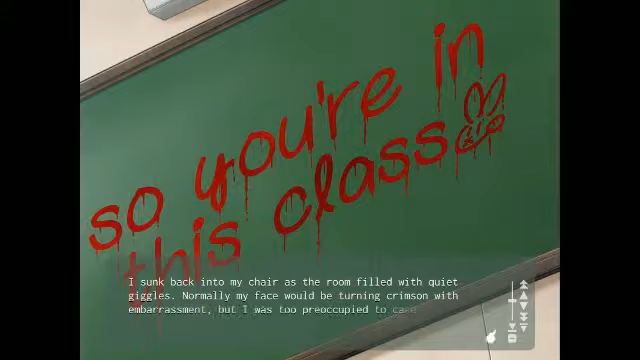 so you're in
this class
I sunk back into my chair as the room filled with quiet
giggles. Normally my face would be turning crimson with
embarrassment, but I was too preoccupied to care